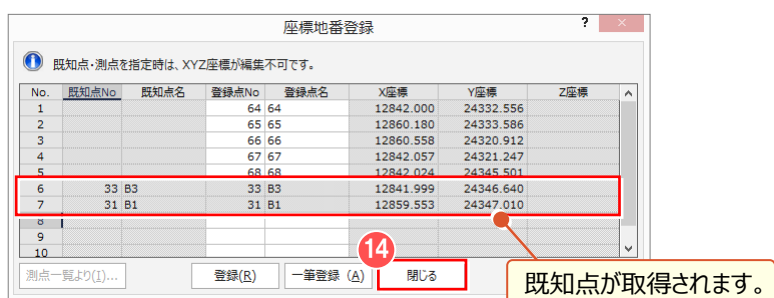 座標地番登録 ? ×
既知点・測点を指定時は、XYZ座標が編集不可です。
No. 既知点No 既知点名 登録点No 登録点名 X座標 Y座標 Z座標
1 64 64 12842.000 24332.556
2 65 65 12860.180 24333.586
3 66 66 12860.558 24320.912
4 67 67 12842.057 24321.247
5 68 68 12842.024 24345.501
6 33 B3 33 B3 12841.999 24346.640
7 31 B1 31 B1 12859.553 24347.010
8
9
10
14
測点一覧より(I)... 登録(R) 一筆登録 (A) 閉じる
既知点が取得されます。